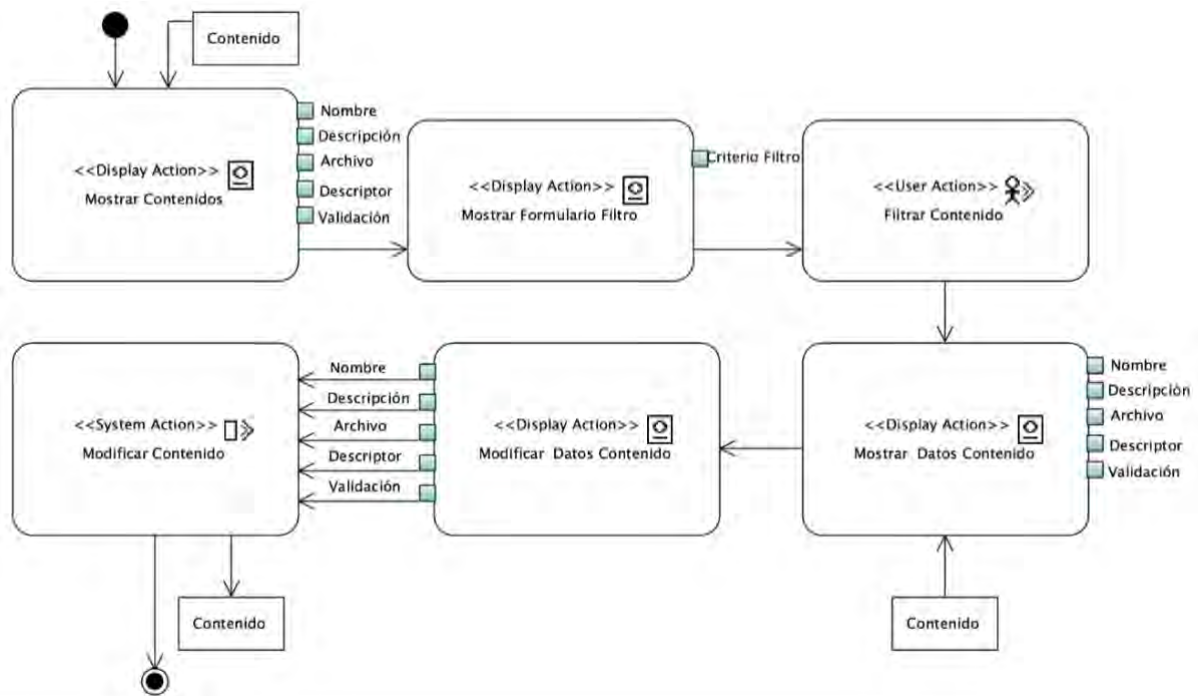 Contenido
<<Display Action>>
Mostrar Contenidos
Nombre
Descripción
Archivo
Descriptor
Validación
<<Display Action>>
Mostrar Formulario Filtro
Criterio Filtro
<<User Action>>
Filtrar Contenido
<<System Action>>
Modificar Contenido
Nombre
Descripción
Archivo
Descriptor
Validación
<<Display Action>>
Modificar Datos Contenido
<<Display Action>>
Mostrar Datos Contenido
Nombre
Descripción
Archivo
Descriptor
Validación
Contenido
Contenido